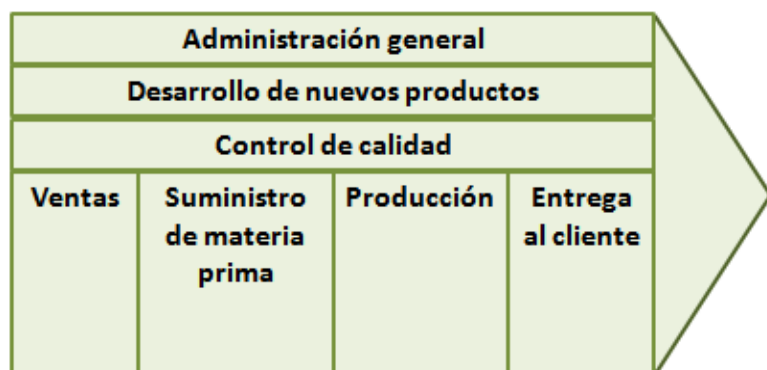 Administración general
Desarrollo de nuevos productos
Control de calidad
Ventas
Suministro
de materia
prima
Producción
Entrega
al cliente